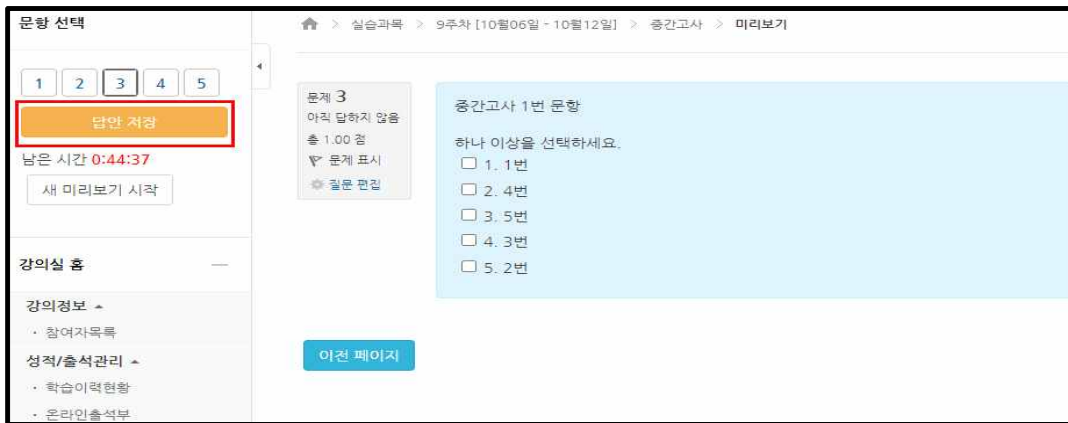 문항 선택
1 2 3 4 5
답안 저장
남은 시간 0:44:37
새 미리보기 시작
강의실 홈
강의정보
· 참여자목록
성적/출석관리
· 학습이력현황
· 온라인출석부
> 실습과목 > 9주차 [10월06일 - 10월12일] > 중간고사 > 미리보기
문제 3
아직 답하지 않음
총 1.00 점
문제 표시
질문 편집
중간고사 1번 문항
하나 이상을 선택하세요.
1. 1번
2. 4번
3. 5번
4. 3번
5. 2번
이전 페이지